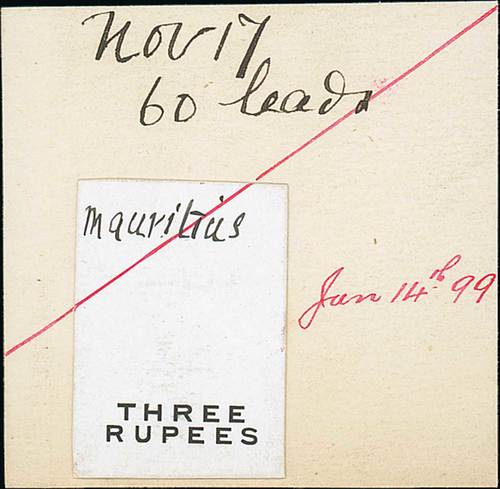 Nov 17
60 leads
Mauritius
Jan 14th 99
THREE
RUPEES